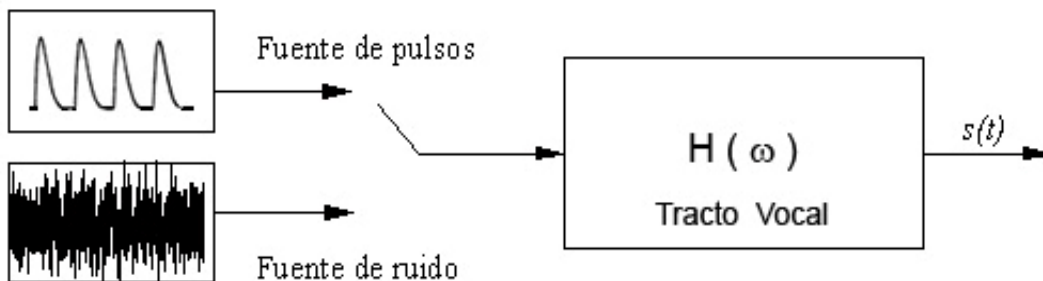 Fuente de pulsos
H ( ω )
Tracto Vocal
s(t)
Fuente de ruido